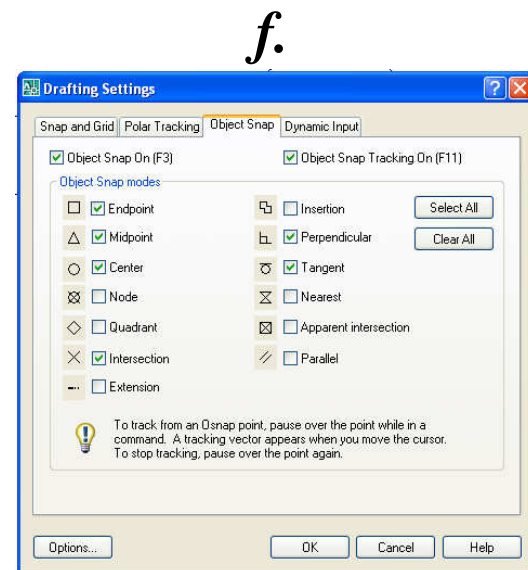 f.
Drafting Settings
Snap and Grid Polar Tracking Object Snap Dynamic Input
Object Snap On (F3) Object Snap Tracking On (F11)
Object Snap modes
Endpoint Insertion Select All
Midpoint Perpendicular Clear All
Center Tangent
Node Nearest
Quadrant Apparent intersection
Intersection Parallel
Extension
To track from an Osnap point, pause over the point while in a
command. A tracking vector appears when you move the cursor.
To stop tracking, pause over the point again.
Options... OK Cancel Help